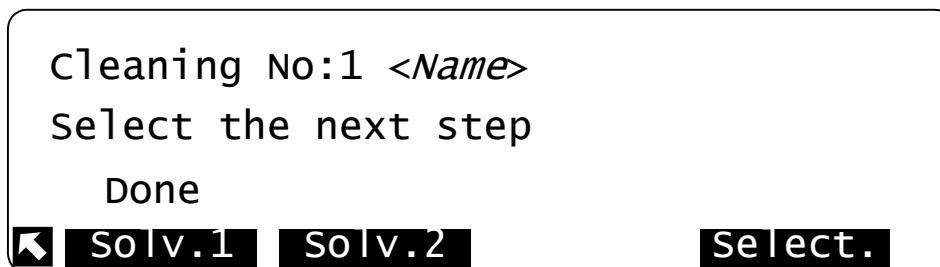 Cleaning No:1 <Name>
Select the next step
Done
Solv.1 Solv.2 Select.